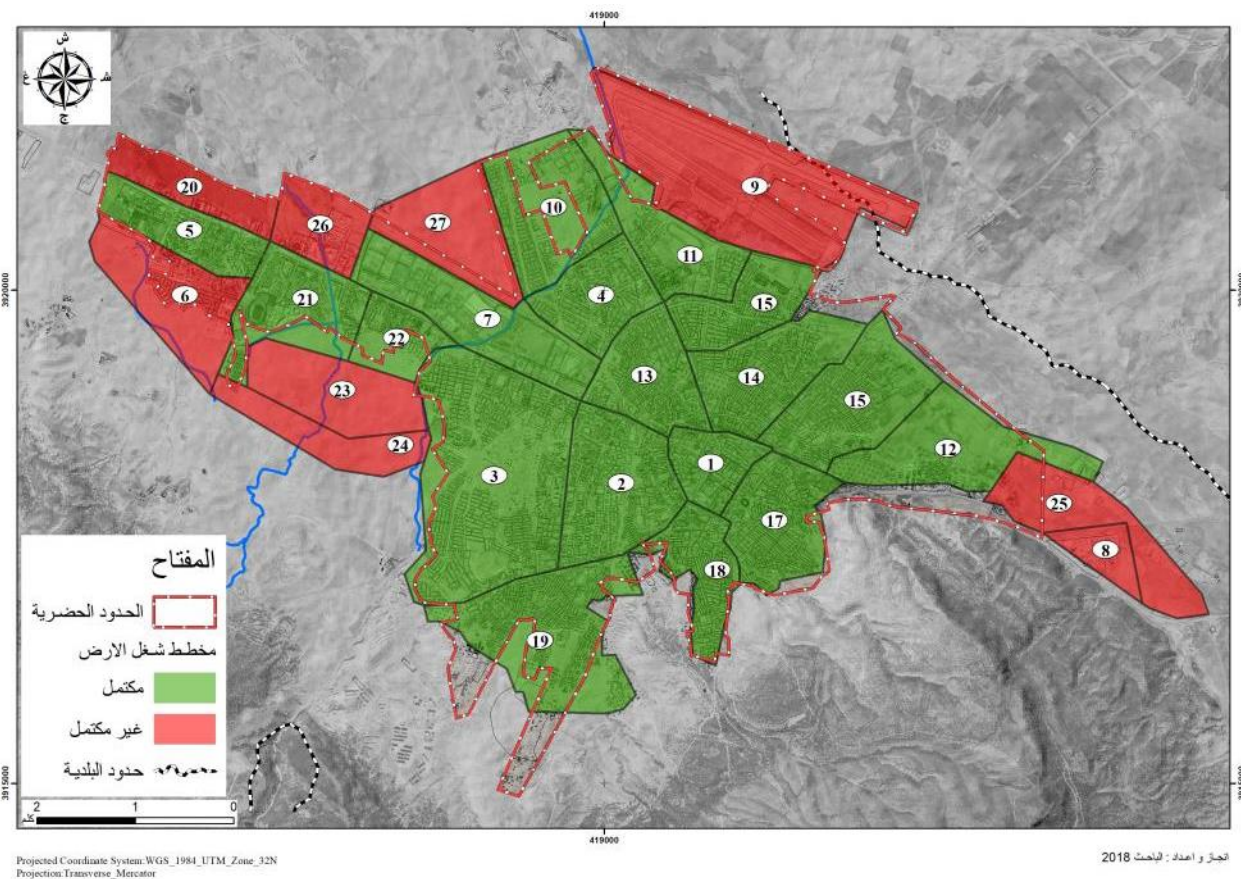 419000
ش
غ
ش
ج
9
20
10
27
26
5
11
3920000
3920000
6
4
15
21
7
22
13
14
23
15
24
12
1
3
2
25
17
8
18
المفتاح
الحدود الحضرية
19
مخطط شغل الارض
مكتمل
غير مكتمل
حدود البلدية
3915000
3915000
2 1 0
كلم
419000
Projected Coordinate System:WGS_1984_UTM_Zone_32N
Projection:Transverse_Mercator
انجاز و اعداد : الباحث 2018